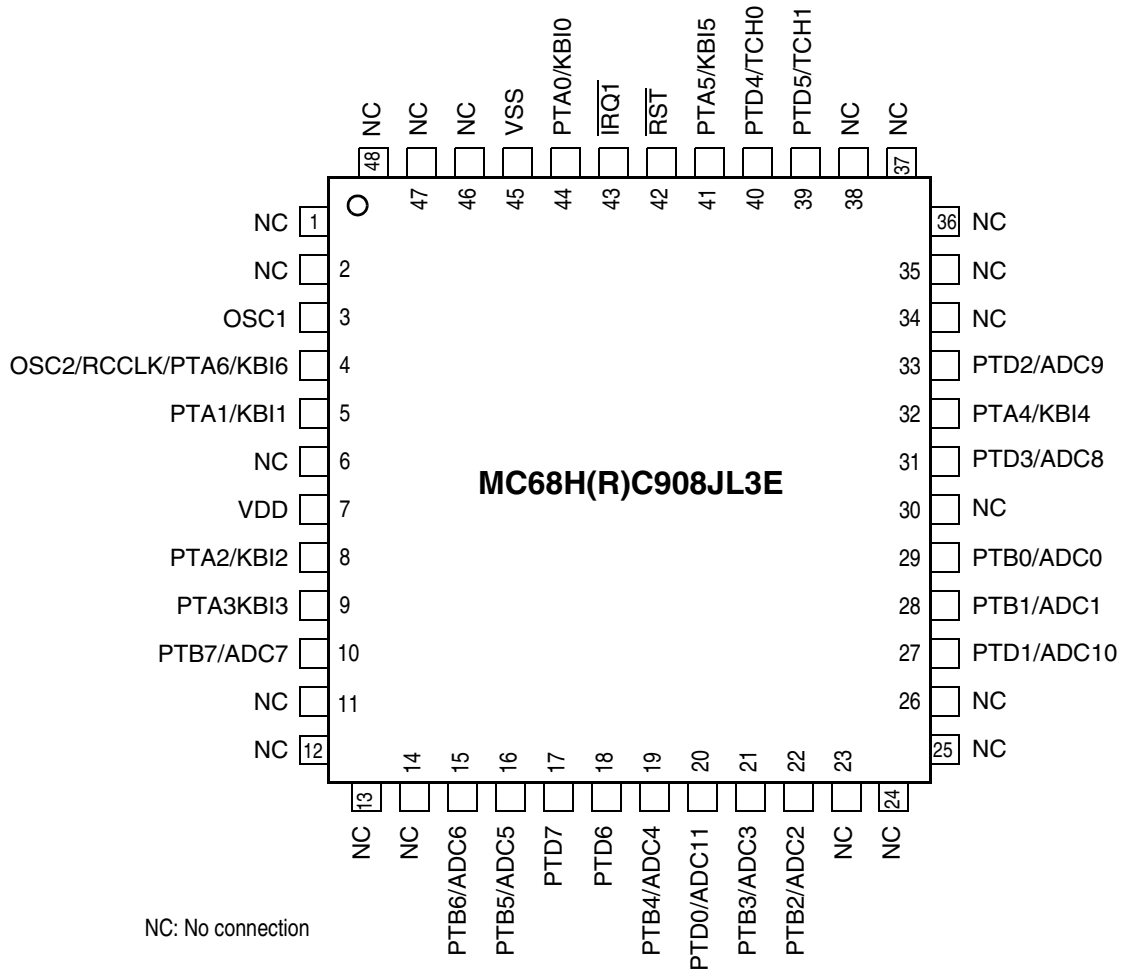 NC
NC
NC
VSS
PTA0/KBI0
IRQ1
RST
PTA5/KBI5
PTD4/TCH0
PTD5/TCH1
NC
NC
48
47
46
45
44
43
42
41
40
39
38
37
NC 1
NC 2
OSC1 3
OSC2/RCCLK/PTA6/KBI6 4
PTA1/KBI1 5
NC 6
VDD 7
PTA2/KBI2 8
PTA3KBI3 9
PTB7/ADC7 10
NC 11
NC 12
MC68H(R)C908JL3E
36 NC
35 NC
34 NC
33 PTD2/ADC9
32 PTA4/KBI4
31 PTD3/ADC8
30 NC
29 PTB0/ADC0
28 PTB1/ADC1
27 PTD1/ADC10
26 NC
25 NC
13
14
15
16
17
18
19
20
21
22
23
24
NC
NC
PTB6/ADC6
PTB5/ADC5
PTD7
PTD6
PTB4/ADC4
PTD0/ADC11
PTB3/ADC3
PTB2/ADC2
NC
NC
NC: No connection